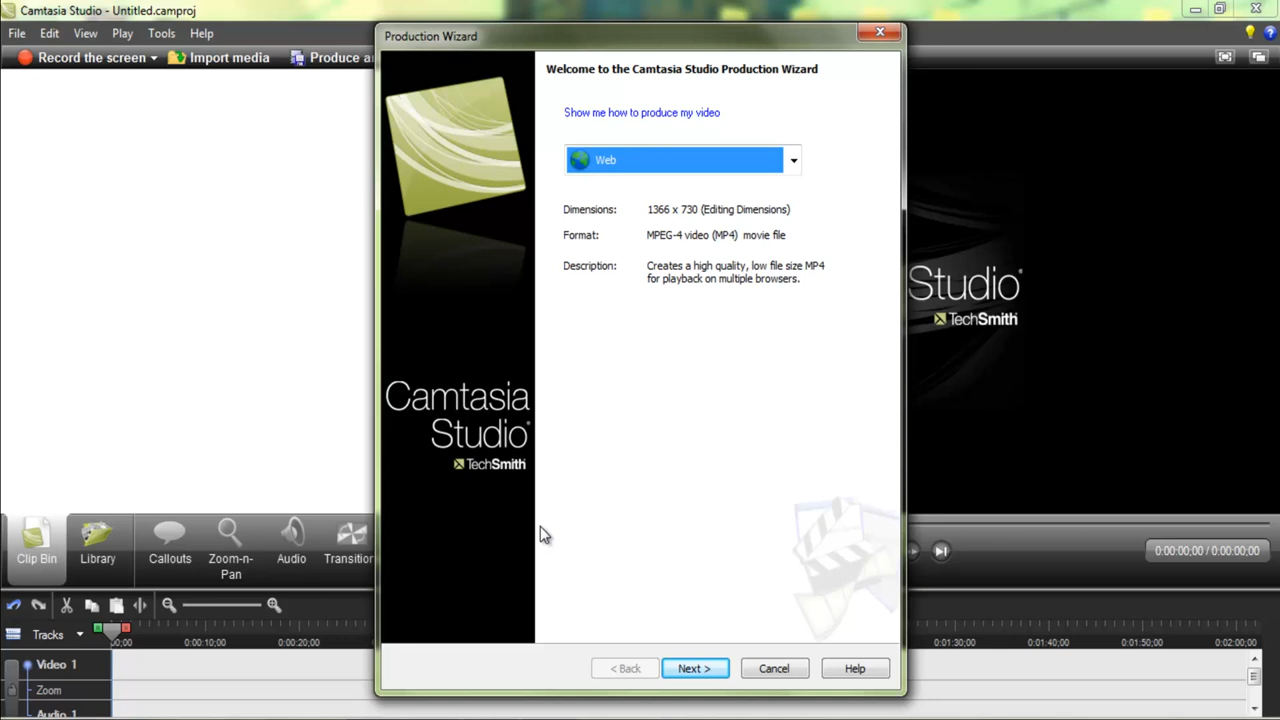 Camtasia Studio - Untitled.camproj
File Edit View Play Tools Help
Record the screen Import media Produce a
Production Wizard
Welcome to the Camtasia Studio Production Wizard
Show me how to produce my video
Web
Dimensions: 1366 x 730 (Editing Dimensions)
Format: MPEG-4 video (MP4) movie file
Description: Creates a high quality, low file size MP4
for playback on multiple browsers.
Camtasia
Studio®
TechSmith
Studio®
TechSmith
Clip Bin Library Callouts Zoom-n-
Pan Audio Transition
0:00:00;00 / 0:00:00;00
Tracks 00;00 0:00:10;00 0:00:20;00 0:01:30;00 0:01:40;00 0:01:50;00 0:02:00;00
Video 1
Zoom
Audio 1
< Back Next > Cancel Help